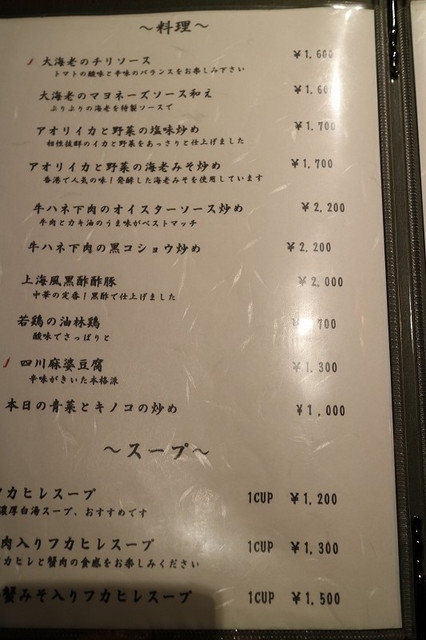 ～料理～
大海老のチリソース ￥1,600
トマトの酸味と辛味のバランスをお楽しみ下さい
大海老のマヨネーズソース和え ￥1,60
ぷりぷりの海老を特製ソースで
アオリイカと野菜の塩味炒め ￥1,700
相性抜群のイカと野菜をあっさりと仕上げました
アオリイカと野菜の海老みそ炒め ￥1,700
香港で人気の味！発酵した海老みそを使用しています
牛ハネ下肉のオイスターソース炒め ￥2,200
牛肉とカキ油のうま味がベストマッチ
牛ハネ下肉の黒コショウ炒め ￥2,200
上海風黒酢酢豚 ￥2,000
中華の定番！黒酢で仕上げました
若鶏の油林鶏 700
酸味でさっぱりと
四川麻婆豆腐 ￥1,300
辛味がきいた本格派
本日の青菜とキノコの炒め ￥1,000
～スープ～
フカヒレスープ 1CUP ￥1,200
濃厚白湯スープ、おすすめです
肉入りフカヒレスープ 1CUP ￥1,300
カヒレと蟹肉の食感をお楽しみください
蟹みそ入りフカヒレスープ 1CUP ￥1,500